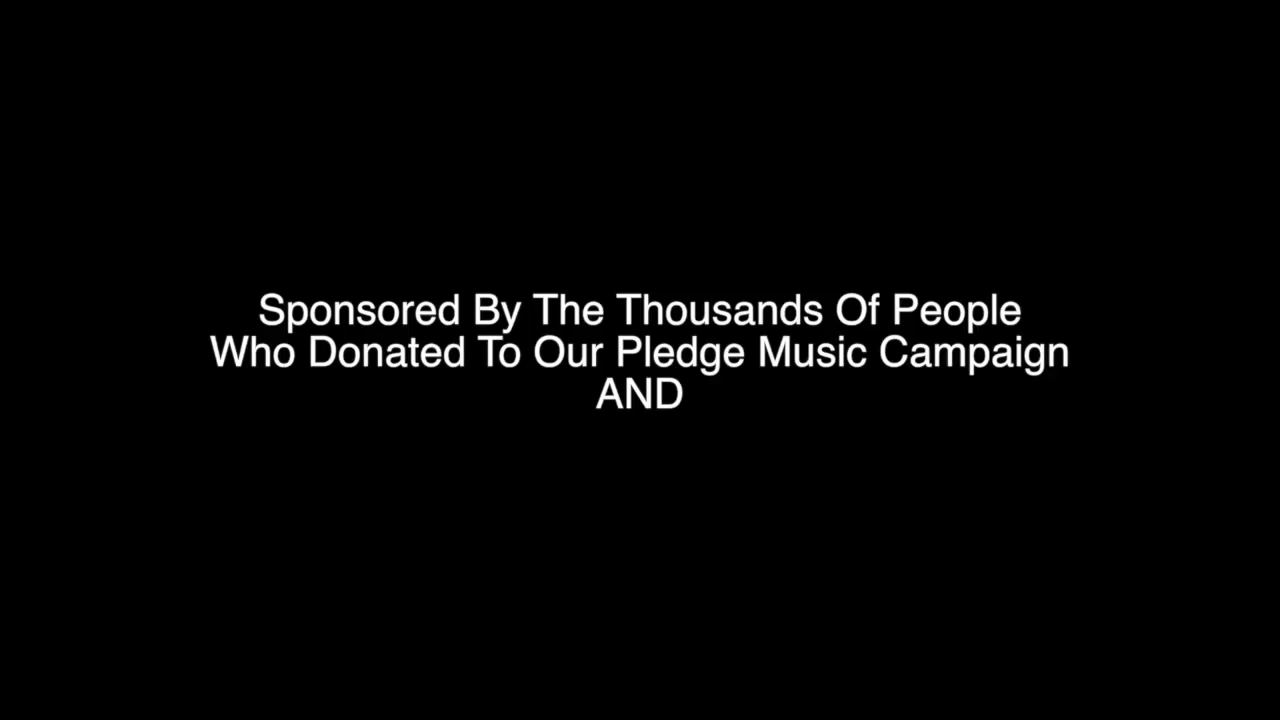 Sponsored By The Thousands Of People
Who Donated To Our Pledge Music Campaign
AND